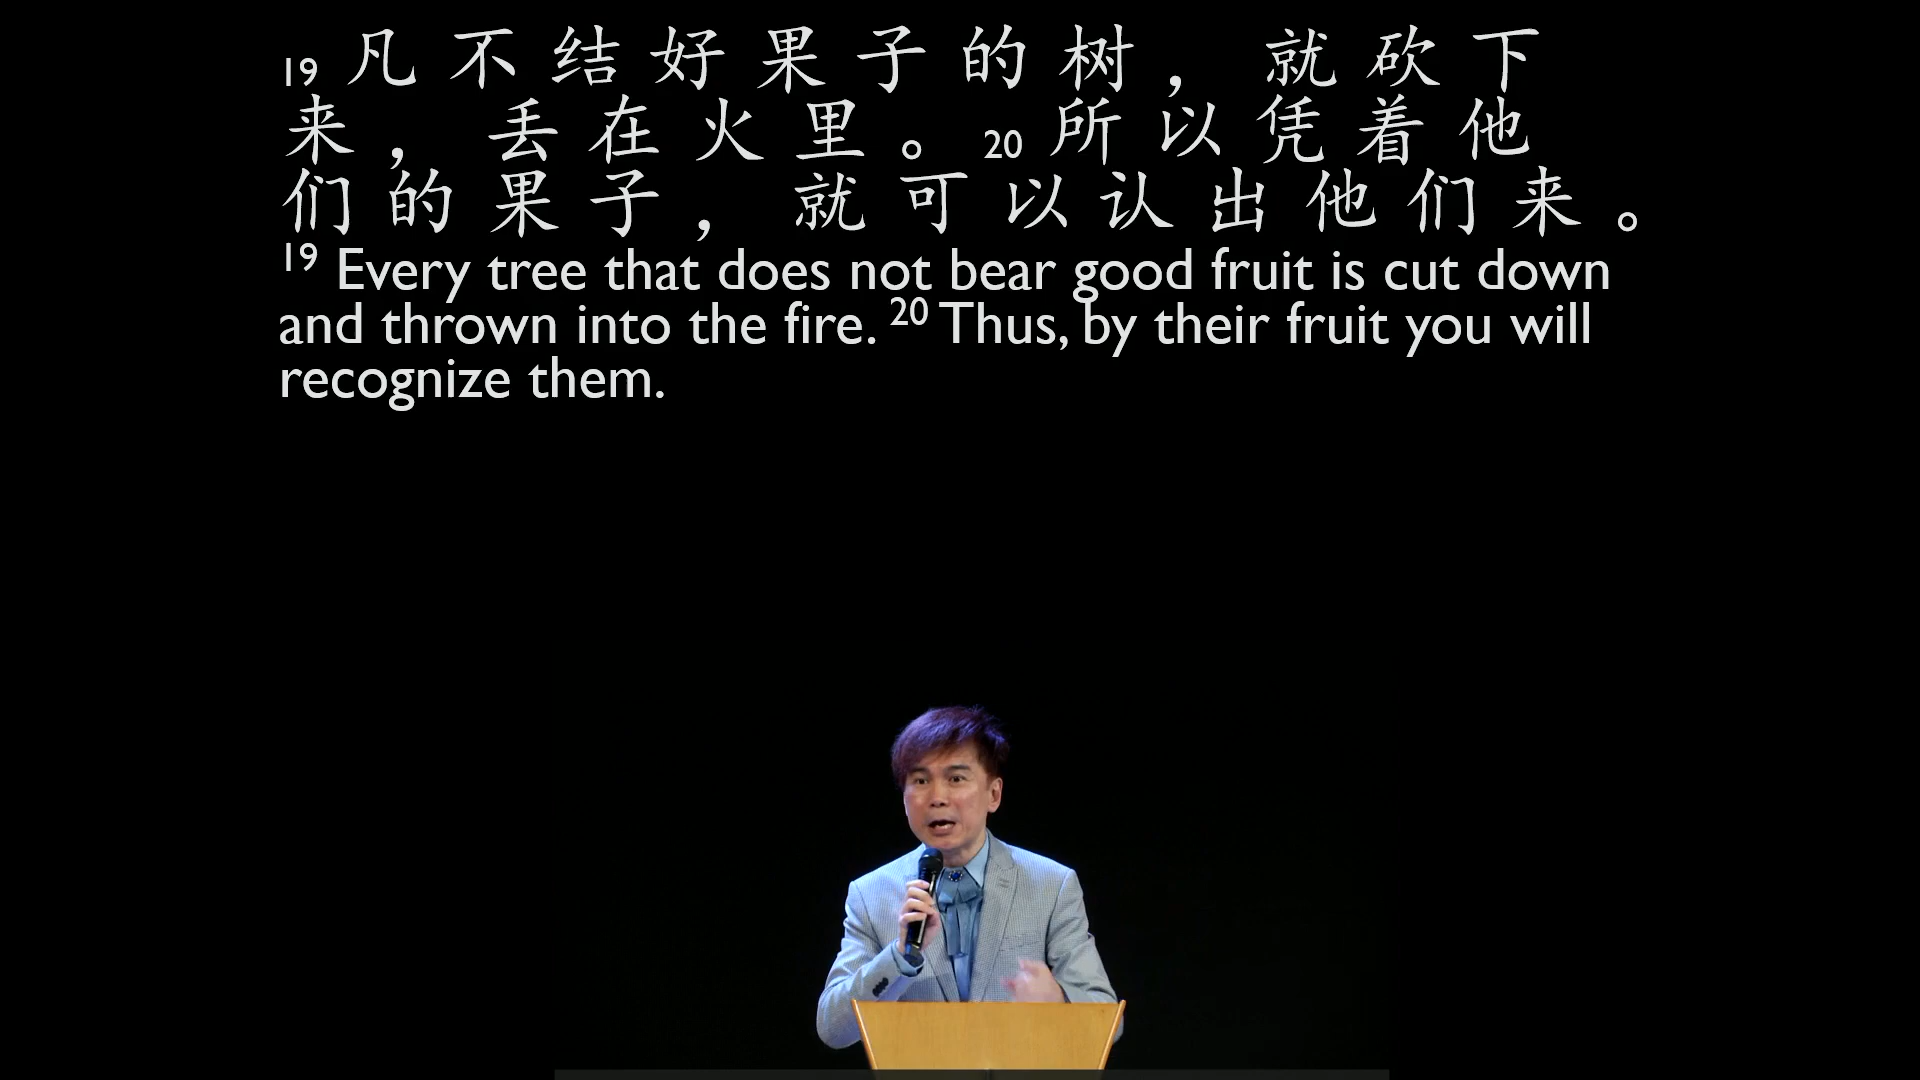 19 凡不结好果子的树，就砍下
来，丢在火里。20 所以凭着他
们的果子，就可以认出他们来。
19 Every tree that does not bear good fruit is cut down
and thrown into the fire. 20 Thus, by their fruit you will
recognize them.